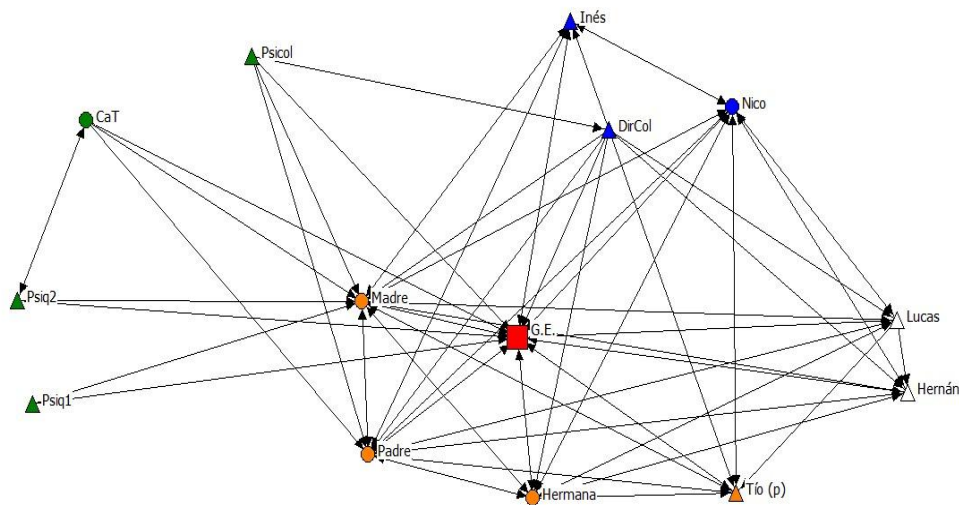 Inés
Psicol
Nico
CaT
DirCol
Psiq2
Madre
Lucas
G.E.
Hernán
Psiq1
Padre
Hermana
Tío (p)